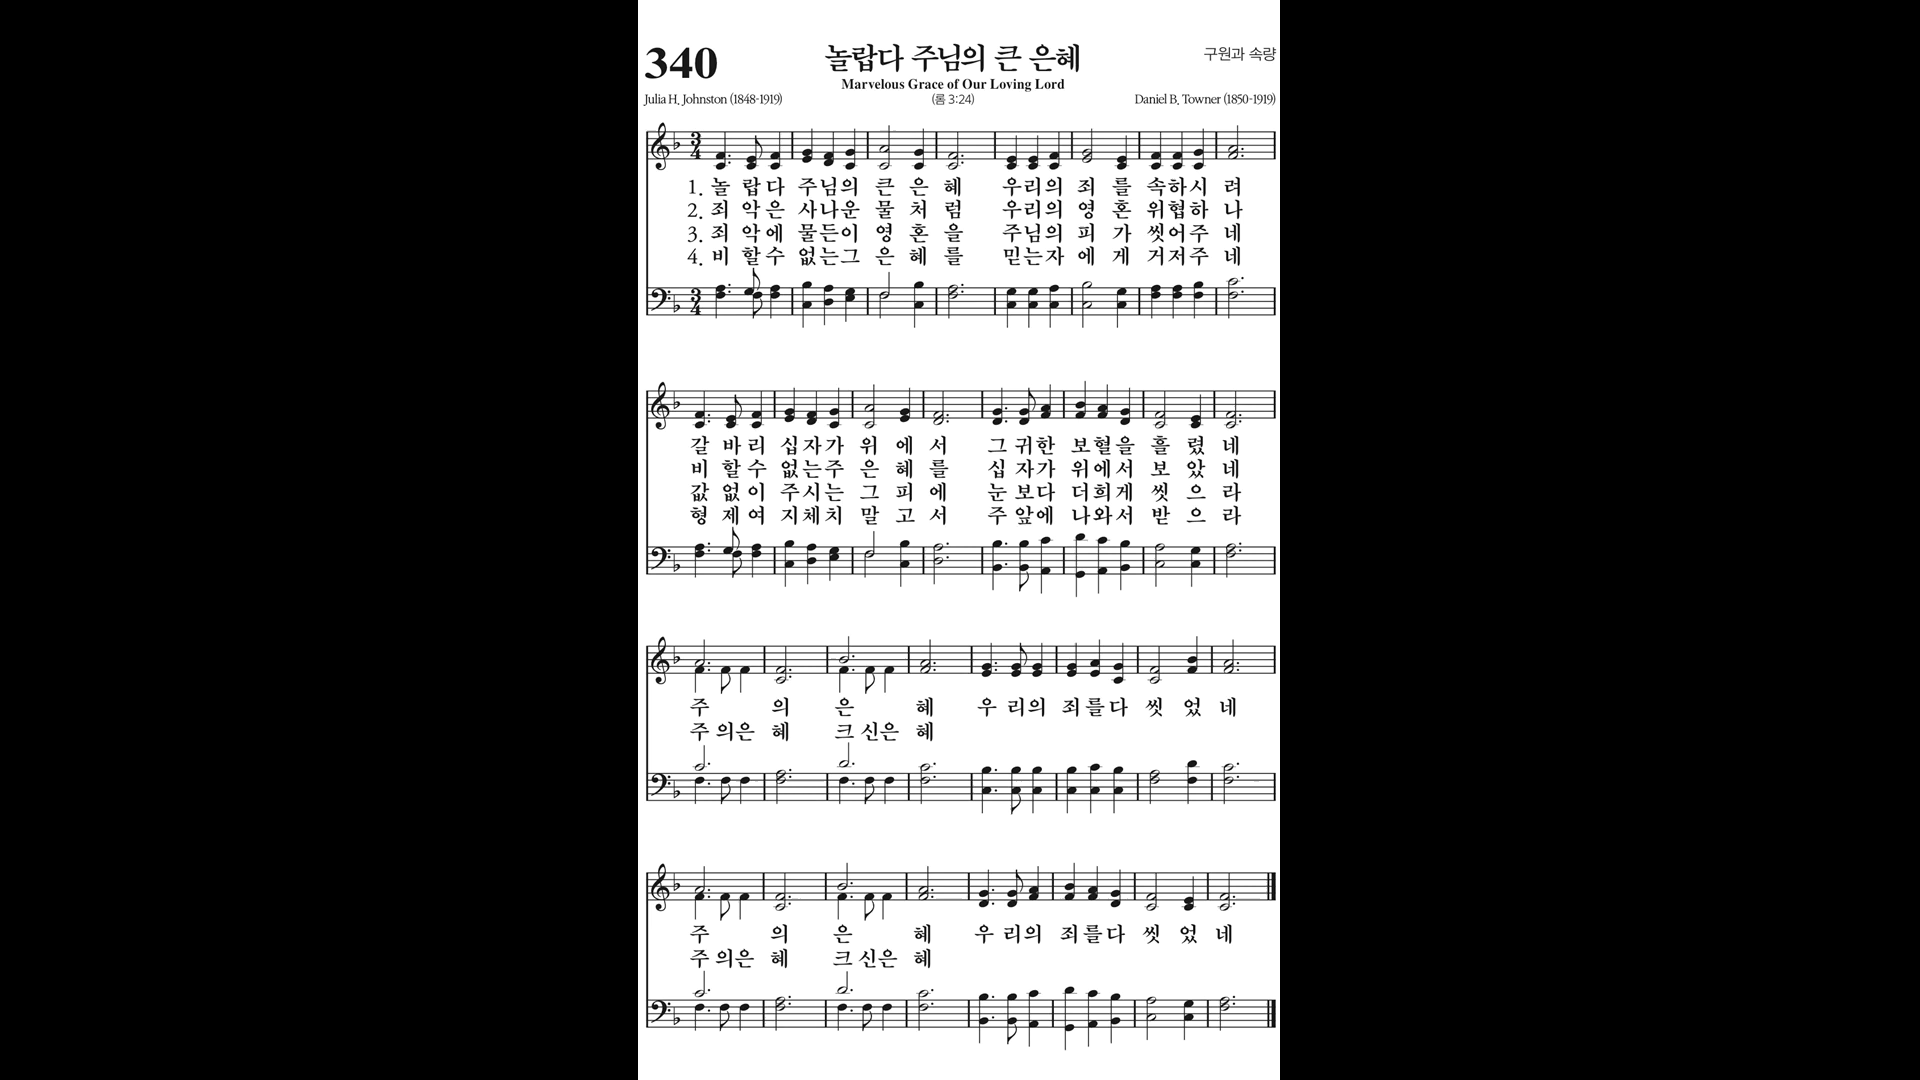 340
놀랍다 주님의 큰 은혜
구원과 속량
Marvelous Grace of Our Loving Lord
Julia H. Johnston (1848-1919)
(롬 3:24)
Daniel B. Towner (1850-1919)
1. 놀 랍다 주님의 큰 은 혜 우리의 죄 를 속하시 려
2. 죄 악은 사나운 물 처 럼 우리의 영 혼 위협하 나
3. 죄 악에 물든이 영 혼 을 주님의 피 가 씻어주 네
4. 비 할수 없는그 은 혜 를 믿는자 에 게 거저주 네
갈 바리 십자가 위 에 서 그 귀한 보혈을 흘 렸 네
비 할수 없는주 은 혜 를 십 자가 위에서 보 았 네
값 없이 주시는 그 피 에 눈 보다 더희게 씻 으 라
형 제여 지체치 말 고 서 주 앞에 나와서 받 으 라
주 의 은 혜 우 리의 죄를다 씻 었 네
주 의은 혜 크 신은 혜
주 의 은 혜 우 리의 죄를다 씻 었 네
주 의은 혜 크 신은 혜